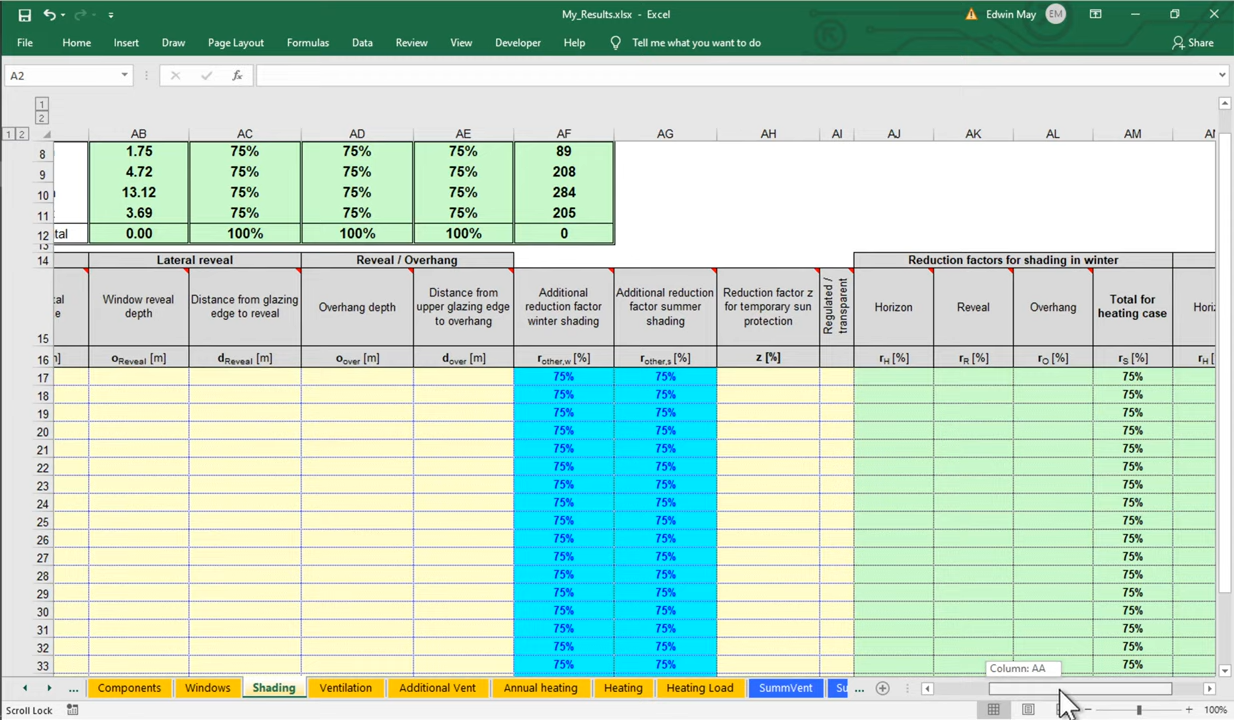 My_Results.xlsx - Excel
Edwin May EM
File Home Insert Draw Page Layout Formulas Data Review View Developer Help Tell me what you want to do Share
A2 fx
1
2
1 2 AB AC AD AE AF AG AH AI AJ AK AL AM
8 1.75 75% 75% 75% 89
9 4.72 75% 75% 75% 208
10 13.12 75% 75% 75% 284
11 3.69 75% 75% 75% 205
12 tal 0.00 100% 100% 100% 0
13
14 Lateral reveal Reveal / Overhang Reduction factors for shading in winter
15 Window reveal depth Distance from glazing edge to reveal Overhang depth Distance from upper glazing edge to overhang Additional reduction factor winter shading Additional reduction factor summer shading Reduction factor z for temporary sun protection Regulated / transparent Horizon Reveal Overhang Total for heating case
16 oReveal [m] dReveal [m] oover [m] dover [m] rother,w [%] rother,s [%] z [%] rH [%] rR [%] rO [%] rS [%] rH [
17 75% 75% 75%
18 75% 75% 75%
19 75% 75% 75%
20 75% 75% 75%
21 75% 75% 75%
22 75% 75% 75%
23 75% 75% 75%
24 75% 75% 75%
25 75% 75% 75%
26 75% 75% 75%
27 75% 75% 75%
28 75% 75% 75%
29 75% 75% 75%
30 75% 75% 75%
31 75% 75% 75%
32 75% 75% 75%
33 75% 75% 75%
Column: AA
... Components Windows Shading Ventilation Additional Vent Annual heating Heating Heating Load SummVent Su ...
Scroll Lock 100%